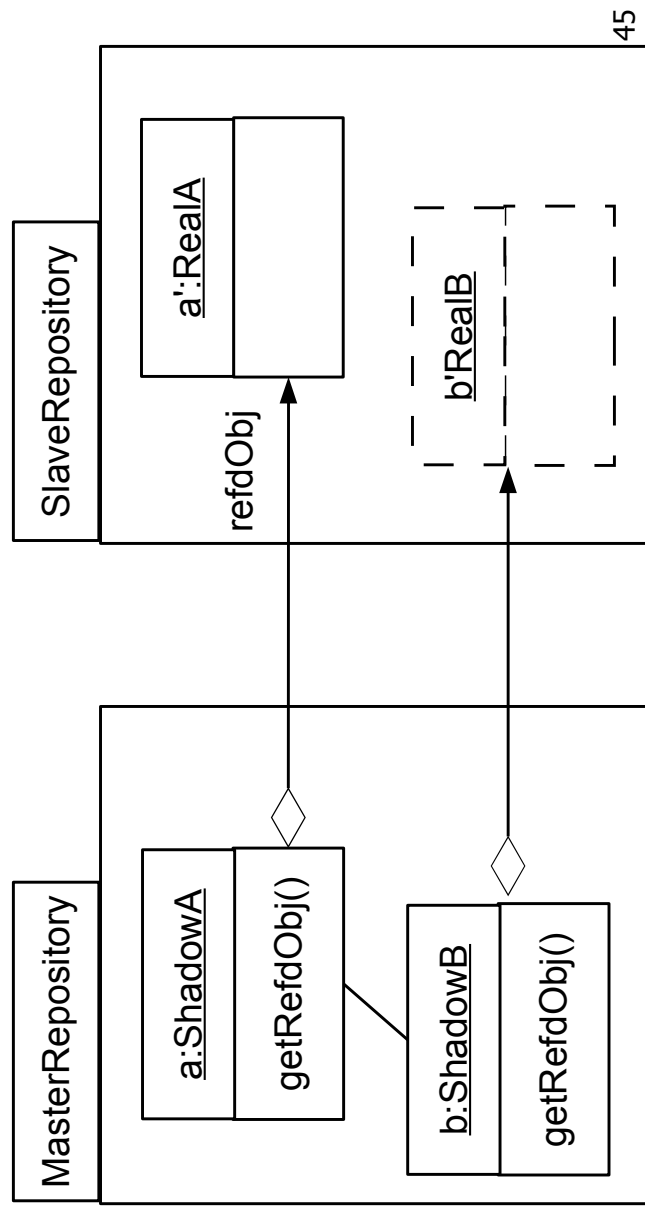 MasterRepository
SlaveRepository
a:ShadowA
getRefdObj()
refdObj
a':RealA
b:ShadowB
getRefdObj()
b'RealB
45